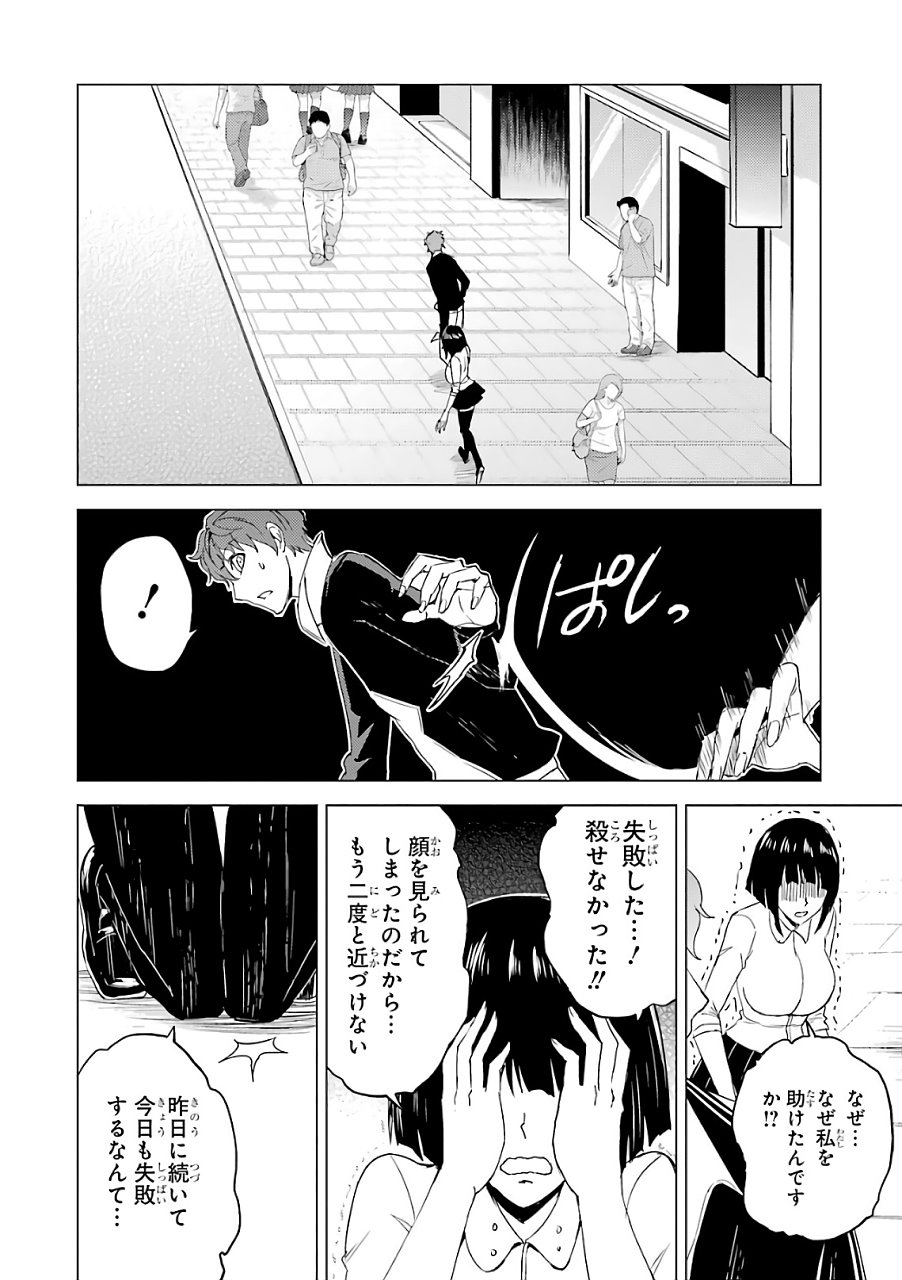 ！
ぱしっ
なぜ…
なぜ私を
助けたんです
か!?
失敗した…！
殺せなかった!!
顔を見られて
しまったのだから…
もう二度と近づけない
昨日に続いて
今日も失敗
するなんて…